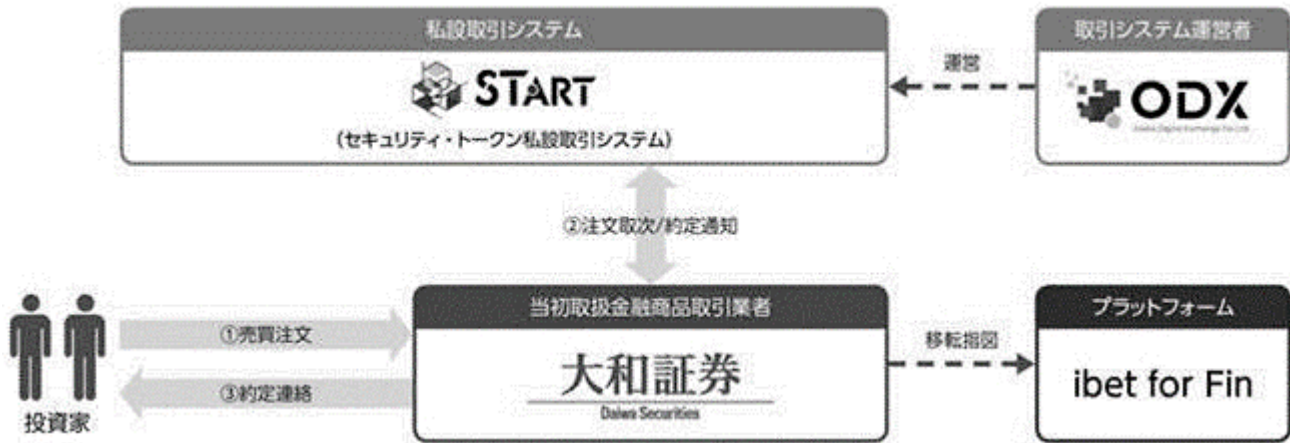 私設取引システム
START
(セキュリティ・トークン私設取引システム)
運営
取引システム運営者
ODX
②注文取次/約定通知
投資家
①売買注文
③約定連絡
当初取扱金融商品取引業者
大和証券
Daiwa Securities
移転指図
プラットフォーム
ibet for Fin